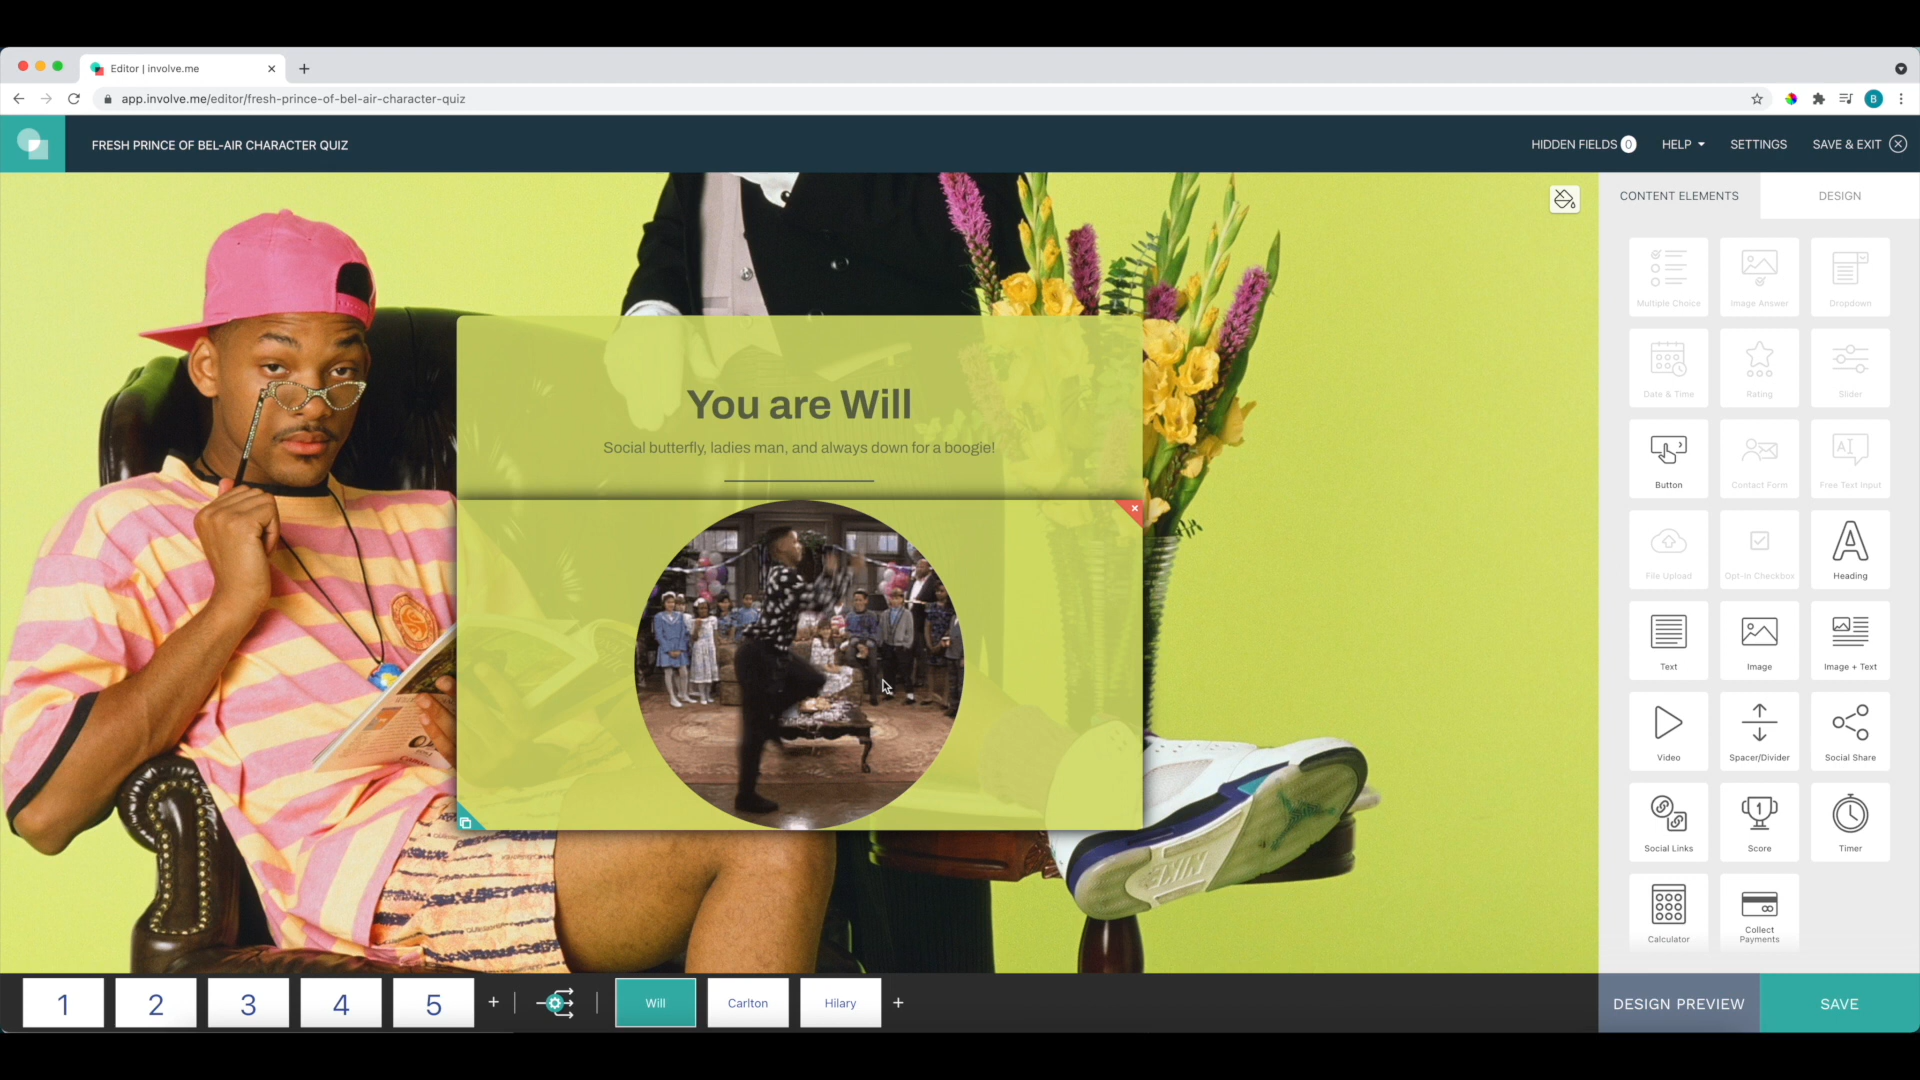 Editor | involve.me
app.involve.me/editor/fresh-prince-of-bel-air-character-quiz
B
FRESH PRINCE OF BEL-AIR CHARACTER QUIZ
HIDDEN FIELDS 0
HELP
SETTINGS
SAVE & EXIT
CONTENT ELEMENTS
DESIGN
You are Will
Social butterfly, ladies man, and always down for a boogie!
NIKE
Multiple Choice
Image Answer
Dropdown
Date & Time
Rating
Slider
Button
Contact Form
Free Text Input
File Upload
Opt-in Checkbox
Heading
Text
Image
Image + Text
Video
Spacer/Divider
Social Share
Social Links
Score
Timer
Calculator
Collect
Payments
1
2
3
4
5
Will
Carlton
Hilary
DESIGN PREVIEW
SAVE